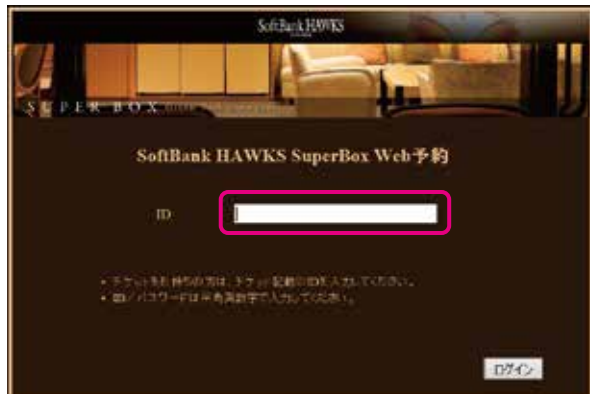 SoftBank HAWKS
SUPER BOX
SoftBank HAWKS SuperBox Web予約
ID
• チケットをお持ちの方は、チケット記載のIDを入力してください。
• ID／パスワードは半角英数字で入力してください。
ログイン